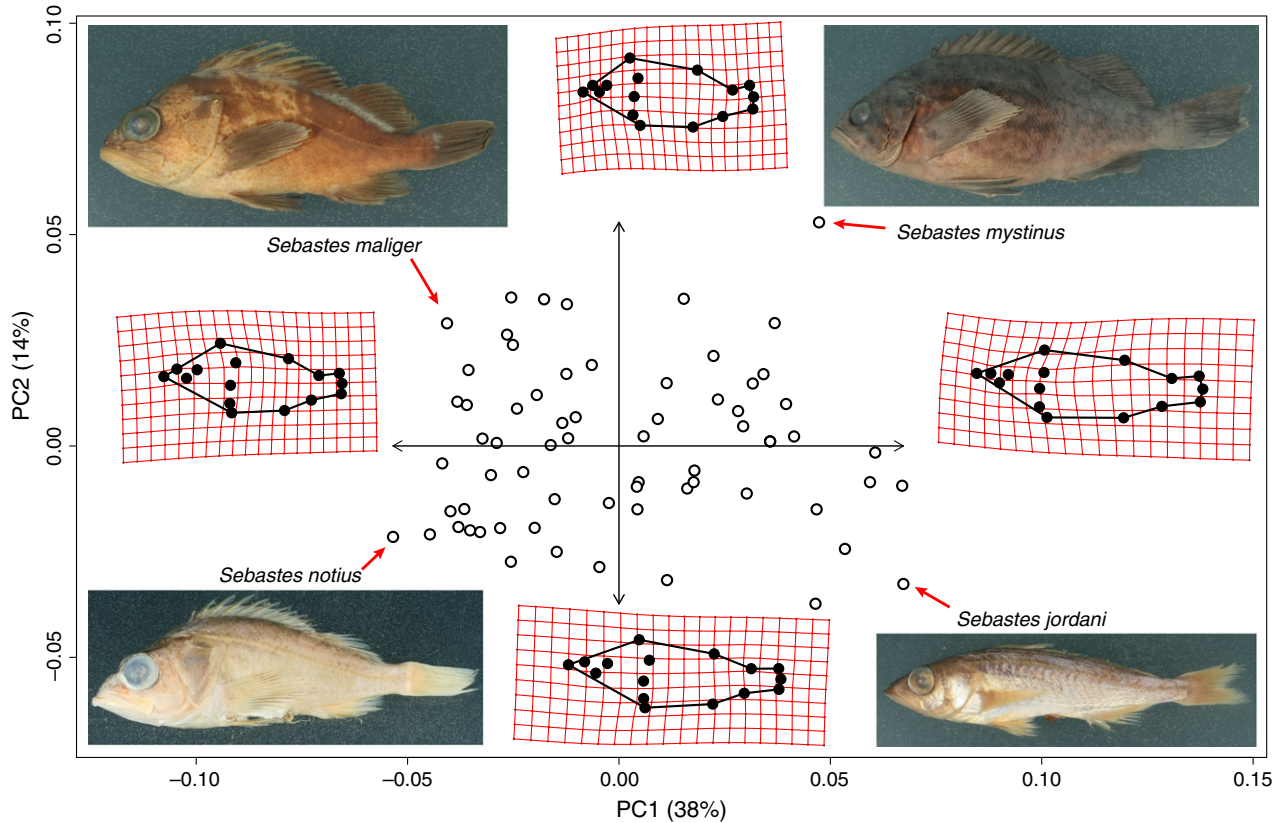 0.10
0.05
0.00
−0.05
PC2 (14%)
Sebastes maliger
Sebastes mystinus
Sebastes notius
Sebastes jordani
−0.10
−0.05
0.00
0.05
0.10
0.15
PC1 (38%)